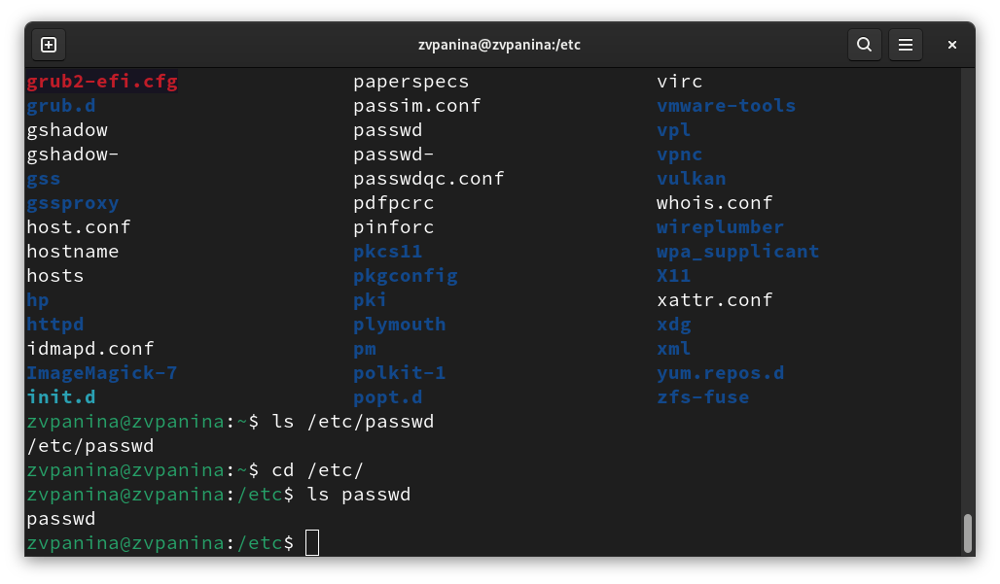 zvpanina@zvpanina:/etc
grub2-efi.cfg paperspecs virc
grub.d passim.conf vmware-tools
gshadow passwd vpl
gshadow- passwd- vpnc
gss passwdqc.conf vulkan
gssproxy pdfpcrc whois.conf
host.conf pinforc wireplumber
hostname pkcs11 wpa_supplicant
hosts pkgconfig X11
hp pki xattr.conf
httpd plymouth xdg
idmapd.conf pm xml
ImageMagick-7 polkit-1 yum.repos.d
init.d popt.d zfs-fuse
zvpanina@zvpanina:~$ ls /etc/passwd
/etc/passwd
zvpanina@zvpanina:~$ cd /etc/
zvpanina@zvpanina:/etc$ ls passwd
passwd
zvpanina@zvpanina:/etc$